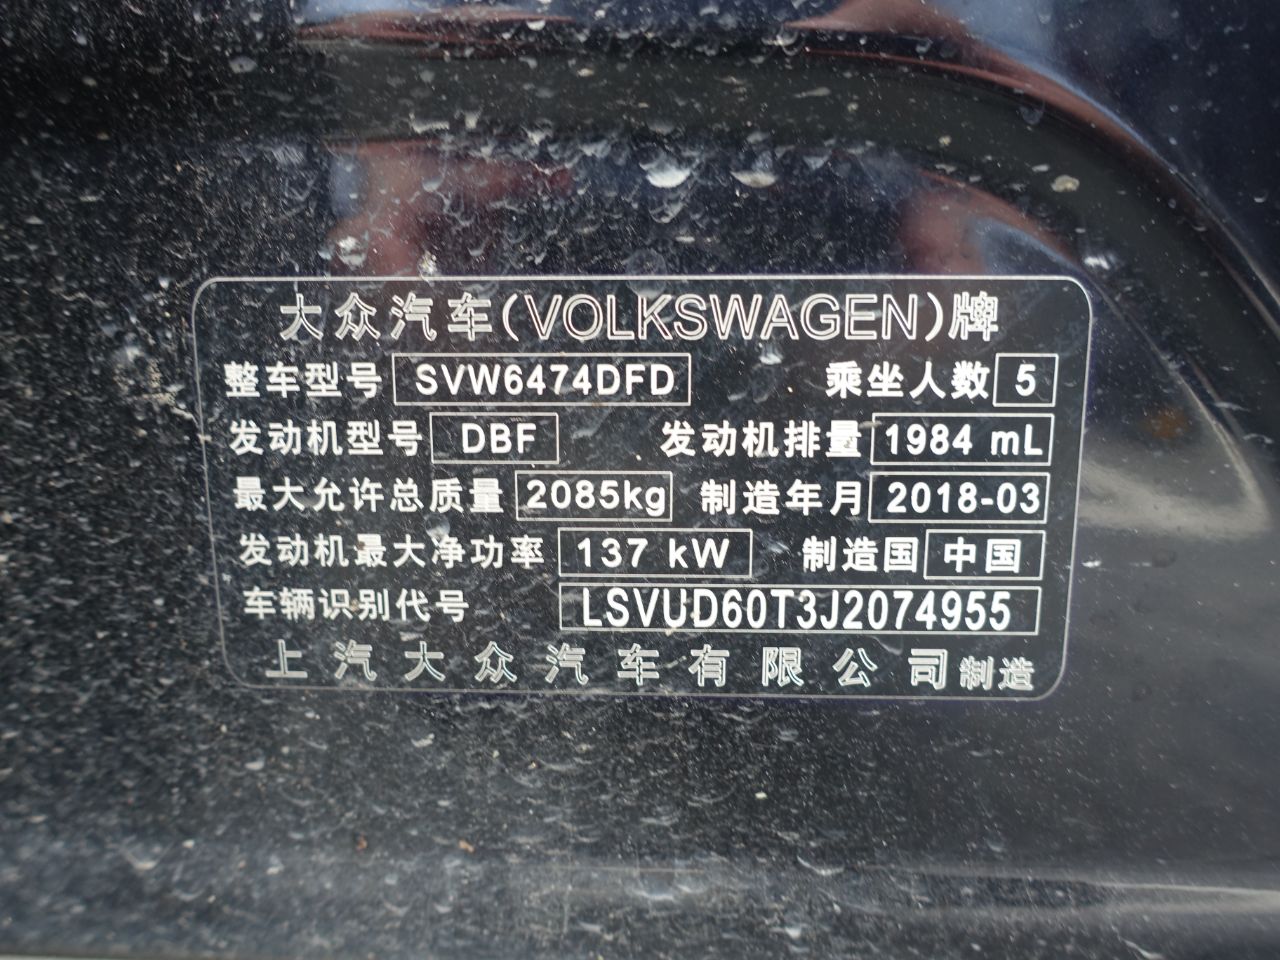 大众汽车(VOLKSWAGEN)牌
整车型号 SVW6474DFD 乘坐人数 5
发动机型号 DBF 发动机排量 1984 mL
最大允许总质量 2085kg 制造年月 2018-03
发动机最大净功率 137 kW 制造国 中国
车辆识别代号 LSVUD60T3J2074955
上汽大众汽车有限公司制造